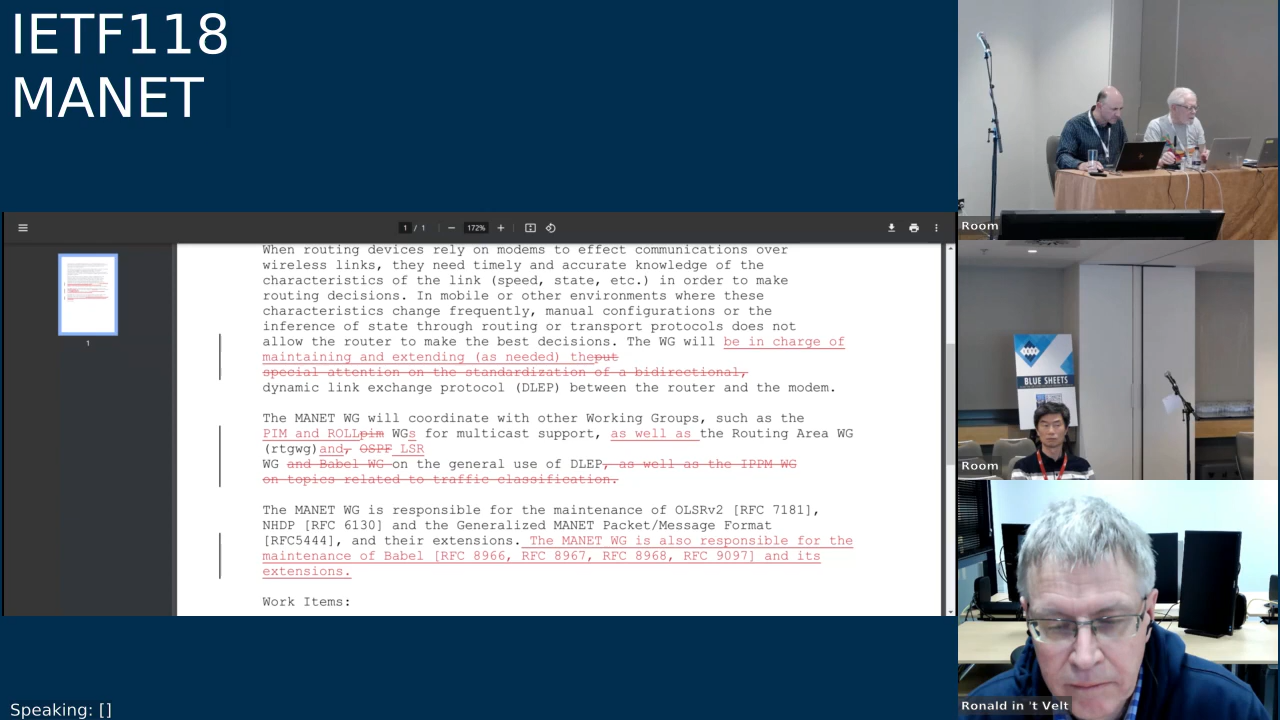 IETF118
MANET
1 / 1
172%
1
When routing devices rely on modems to effect communications over
wireless links, they need timely and accurate knowledge of the
characteristics of the link (speed, state, etc.) in order to make
routing decisions. In mobile or other environments where these
characteristics change frequently, manual configurations or the
inference of state through routing or transport protocols does not
allow the router to make the best decisions. The WG will be in charge of
maintaining and extending (as needed) theput
special attention on the standardization of a bidirectional,
dynamic link exchange protocol (DLEP) between the router and the modem.
The MANET WG will coordinate with other Working Groups, such as the
PIM and ROLLpim WGs for multicast support, as well as the Routing Area WG
(rtgwg)and, OSPF LSR
WG and Babel WG on the general use of DLEP, as well as the IPPM WG
on topics related to traffic classification.
The MANET WG is responsible for the maintenance of OLSRv2 [RFC 7181],
NHDP [RFC 6130] and the Generalized MANET Packet/Message Format
[RFC5444], and their extensions. The MANET WG is also responsible for the
maintenance of Babel [RFC 8966, RFC 8967, RFC 8968, RFC 9097] and its
extensions.
Work Items:
Room
BLUE SHEETS
Room
Ronald in 't Velt
Speaking: []